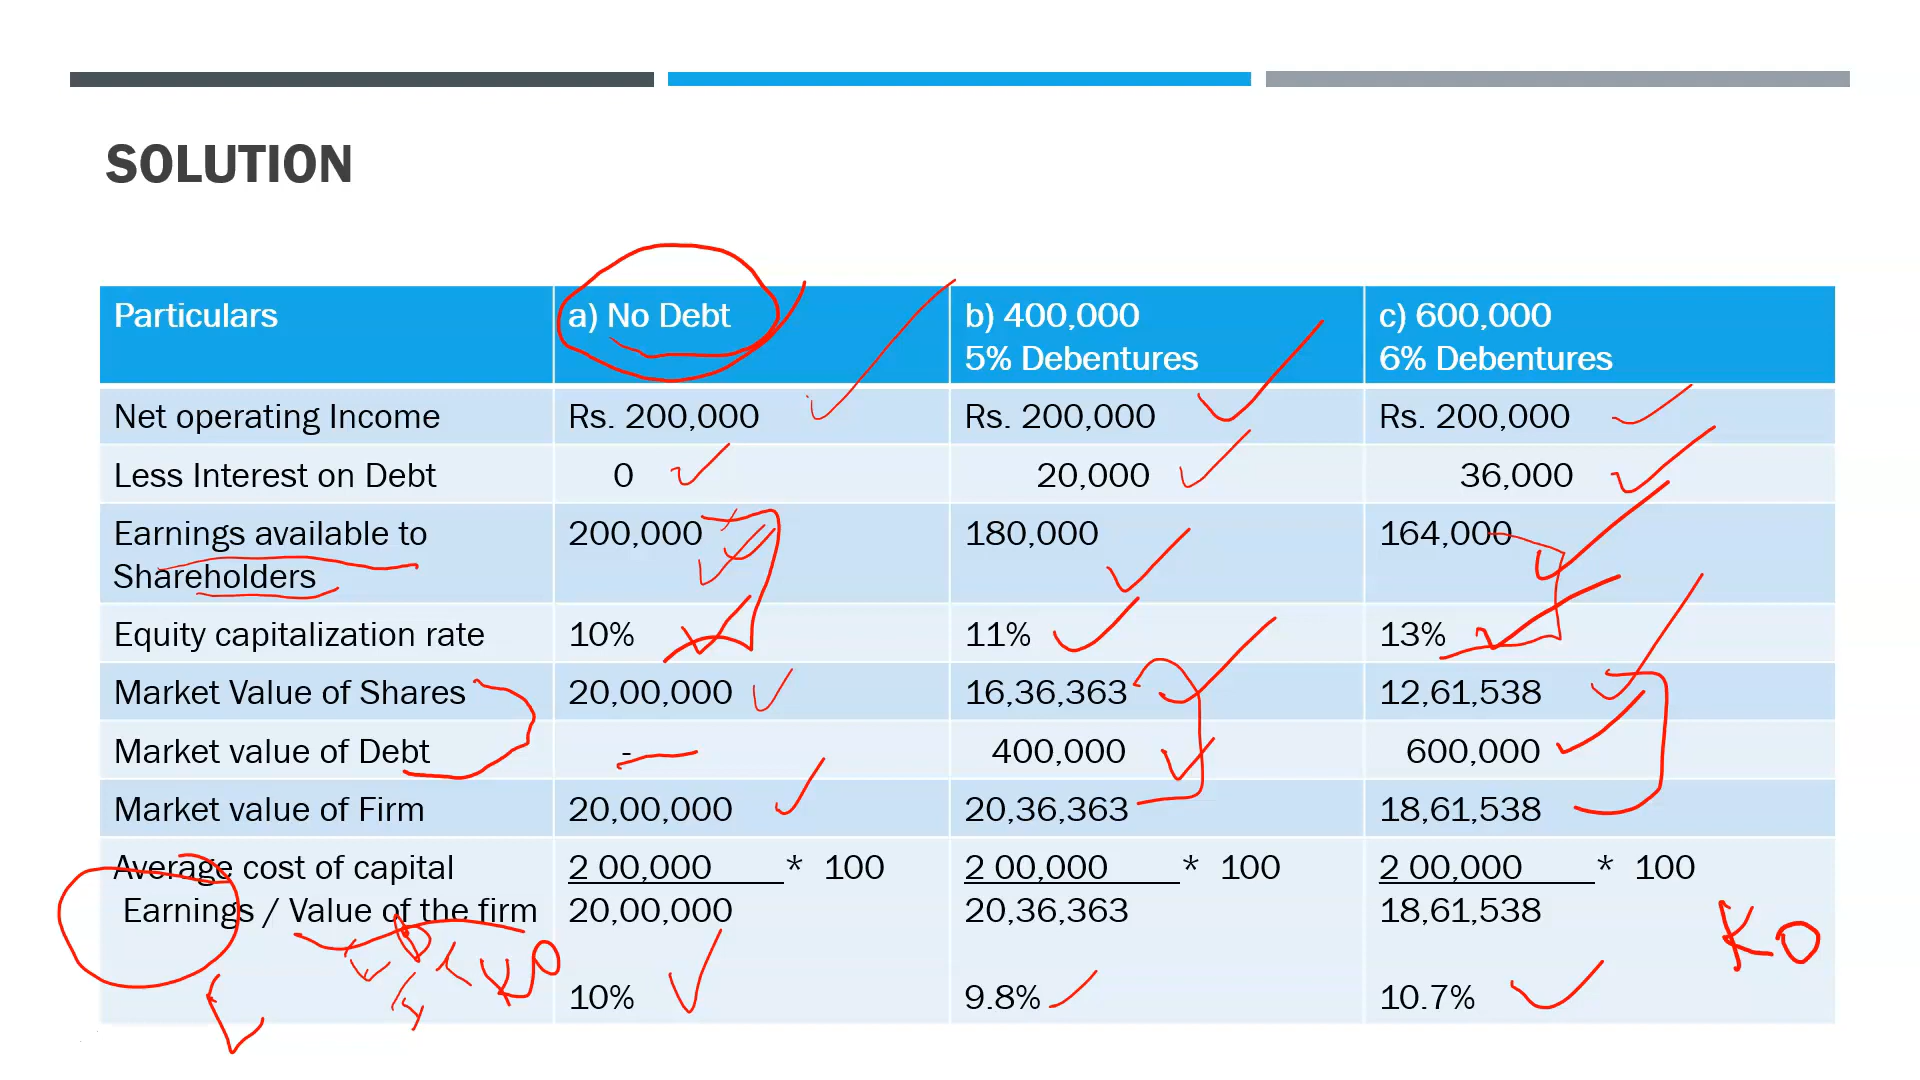 SOLUTION
Particulars
a) No Debt
b) 400,000
5% Debentures
c) 600,000
6% Debentures
Net operating Income
Rs. 200,000
Rs. 200,000
Rs. 200,000
Less Interest on Debt
0
20,000
36,000
Earnings available to
Shareholders
200,000
180,000
164,000
Equity capitalization rate
10%
11%
13%
Market Value of Shares
20,00,000
16,36,363
12,61,538
Market value of Debt
-
400,000
600,000
Market value of Firm
20,00,000
20,36,363
18,61,538
Average cost of capital
Earnings / Value of the firm
2 00,000 * 100
20,00,000
10%
2 00,000 * 100
20,36,363
9.8%
2 00,000 * 100
18,61,538
10.7%
KO
KO